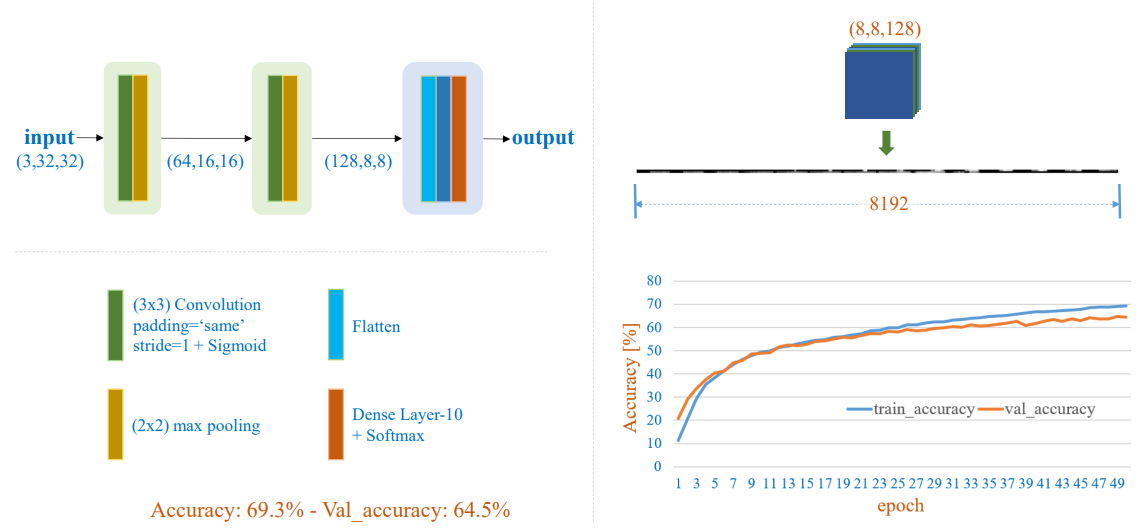 input
(3,32,32)
(64,16,16)
(128,8,8)
output
(3x3) Convolution
padding=‘same’
stride=1 + Sigmoid
Flatten
(2x2) max pooling
Dense Layer-10
+ Softmax
Accuracy: 69.3% - Val_accuracy: 64.5%
(8,8,128)
8192
Accuracy [%]
80
70
60
50
40
30
20
10
0
train_accuracy val_accuracy
1 3 5 7 9 11 13 15 17 19 21 23 25 27 29 31 33 35 37 39 41 43 45 47 49
epoch